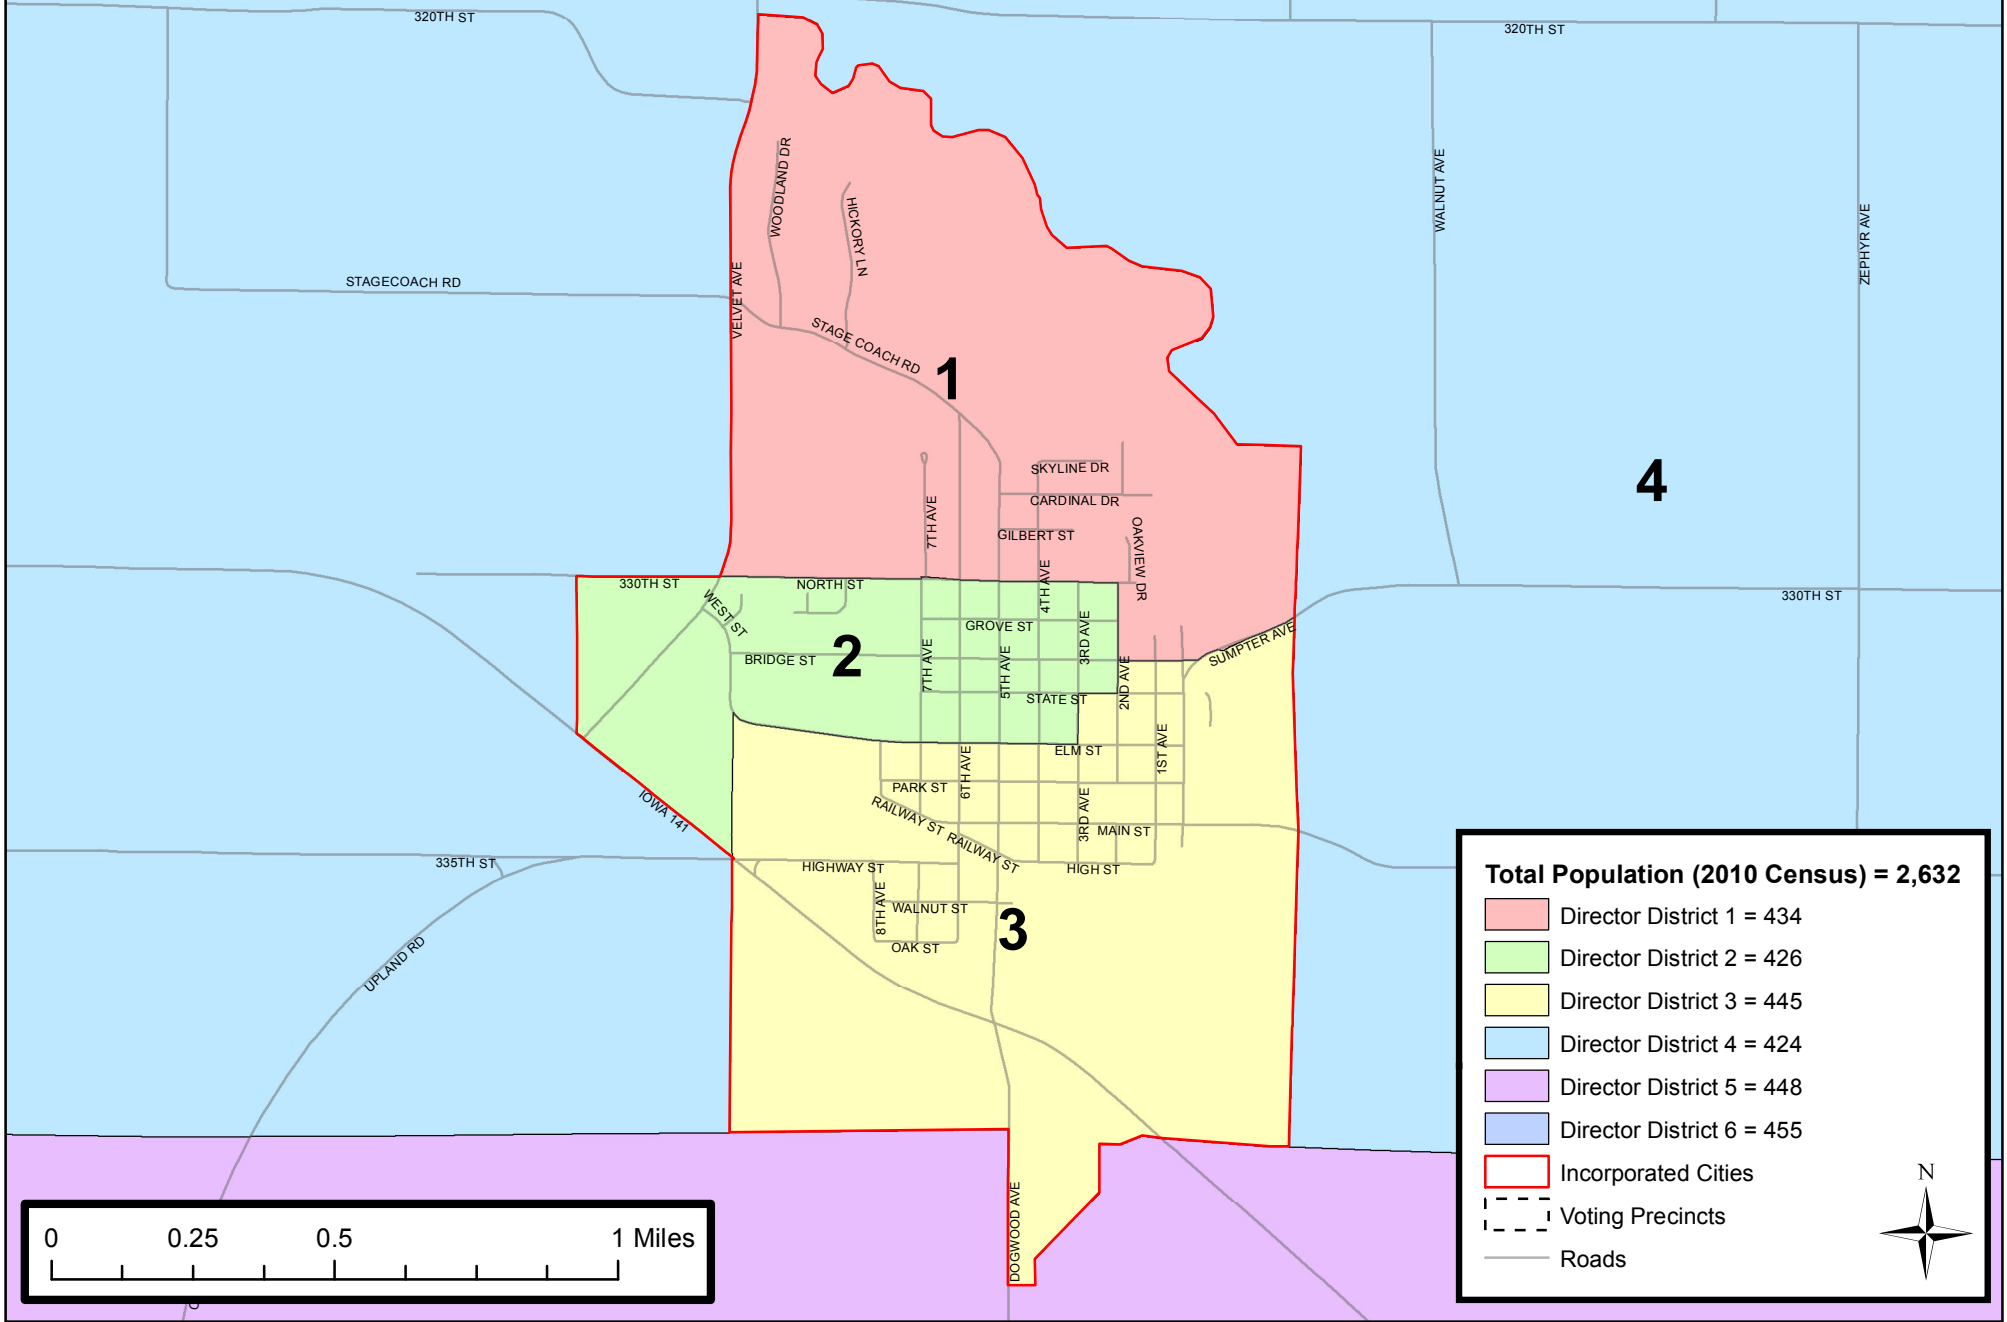 320TH ST
320TH ST
WOODLAND DR
HICKORY LN
WALNUT AVE
ZEPHYR AVE
STAGECOACH RD
VELVET AVE
STAGE COACH RD
1
4
SKYLINE DR
CARDINAL DR
7TH AVE
GILBERT ST
OAKVIEW DR
330TH ST
NORTH ST
4TH AVE
330TH ST
WEST ST
GROVE ST
3RD AVE
SUMPTER AVE
BRIDGE ST
2
7TH AVE
5TH AVE
2ND AVE
STATE ST
ELM ST
1ST AVE
6TH AVE
PARK ST
IOWA 141
RAILWAY ST
RAILWAY ST
3RD AVE
MAIN ST
335TH ST
HIGHWAY ST
HIGH ST
8TH AVE
WALNUT ST
3
OAK ST
UPLAND RD
DOGWOOD AVE
Total Population (2010 Census) = 2,632
Director District 1 = 434
Director District 2 = 426
Director District 3 = 445
Director District 4 = 424
Director District 5 = 448
Director District 6 = 455
Incorporated Cities
Voting Precincts
Roads
N
0 0.25 0.5 1 Miles